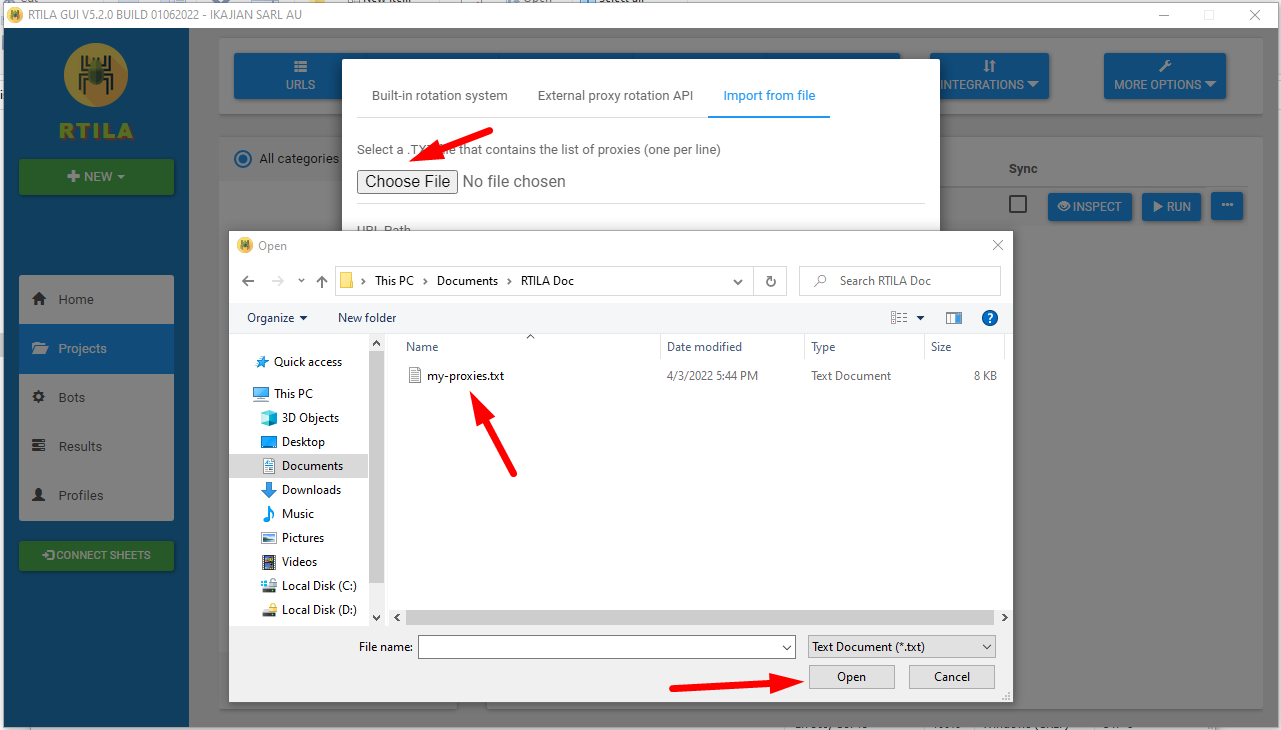 RTILA GUI V5.2.0 BUILD 01062022 - IKAJIAN SARL AU
RTILA
NEW
Home
Projects
Bots
Results
Profiles
CONNECT SHEETS
URLS
INTEGRATIONS
MORE OPTIONS
All categories
Sync
INSPECT
RUN
Built-in rotation system
External proxy rotation API
Import from file
Select a .TXT file that contains the list of proxies (one per line)
Choose File No file chosen
URL Path
Open
This PC > Documents > RTILA Doc
Search RTILA Doc
Organize
New folder
Quick access
This PC
3D Objects
Desktop
Documents
Downloads
Music
Pictures
Videos
Local Disk (C:)
Local Disk (D:)
Name Date modified Type Size
my-proxies.txt 4/3/2022 5:44 PM Text Document 8 KB
File name:
Text Document (*.txt)
Open
Cancel